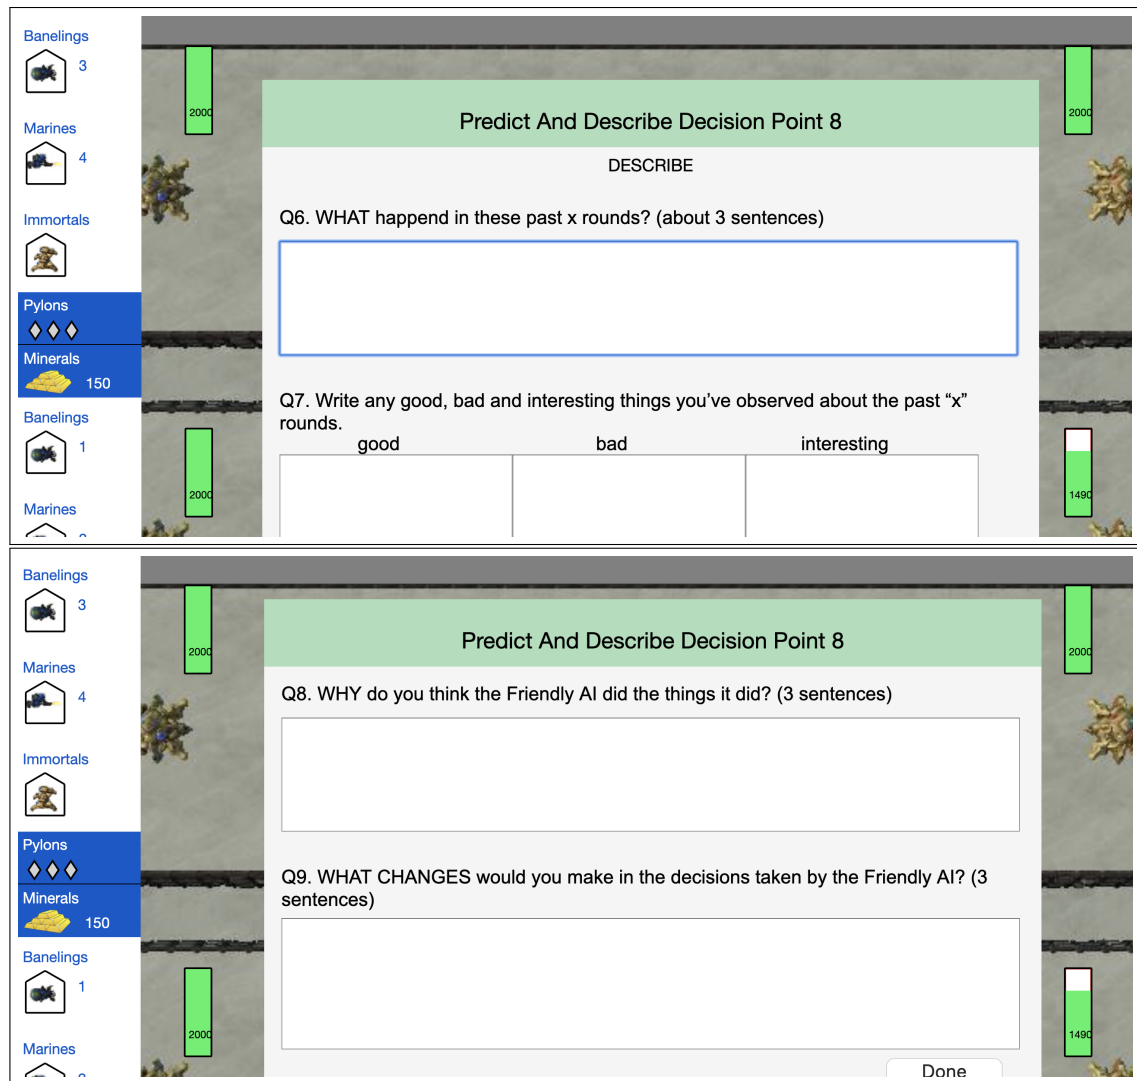 Banelings
3
Marines
4
Immortals
Pylons
Minerals
150
Banelings
1
Marines
2000
2000
2000
1490
Predict And Describe Decision Point 8
DESCRIBE
Q6. WHAT happend in these past x rounds? (about 3 sentences)
Q7. Write any good, bad and interesting things you've observed about the past “x”
rounds.
good bad interesting
Banelings
3
Marines
4
Immortals
Pylons
Minerals
150
Banelings
1
Marines
2000
2000
2000
1490
Predict And Describe Decision Point 8
Q8. WHY do you think the Friendly AI did the things it did? (3 sentences)
Q9. WHAT CHANGES would you make in the decisions taken by the Friendly AI? (3
sentences)
Done